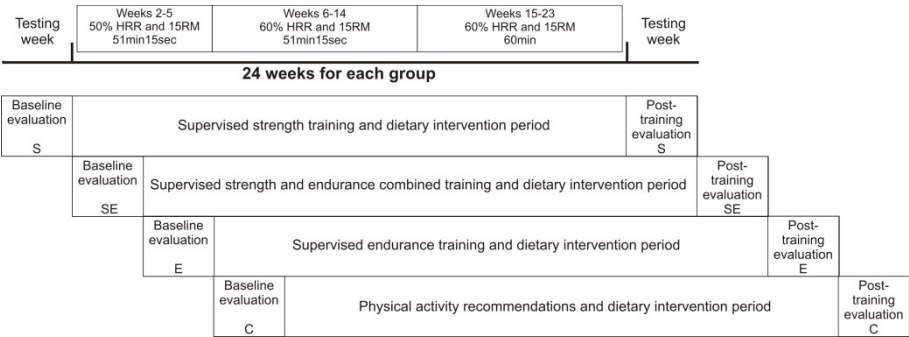 Testing
week
Weeks 2-5
50% HRR and 15RM
51min15sec
Weeks 6-14
60% HRR and 15RM
51min15sec
Weeks 15-23
60% HRR and 15RM
60min
Testing
week
24 weeks for each group
Baseline
evaluation
S
Supervised strength training and dietary intervention period
Post-
training
evaluation
S
Baseline
evaluation
SE
Supervised strength and endurance combined training and dietary intervention period
Post-
training
evaluation
SE
Baseline
evaluation
E
Supervised endurance training and dietary intervention period
Post-
training
evaluation
E
Baseline
evaluation
C
Physical activity recommendations and dietary intervention period
Post-
training
evaluation
C